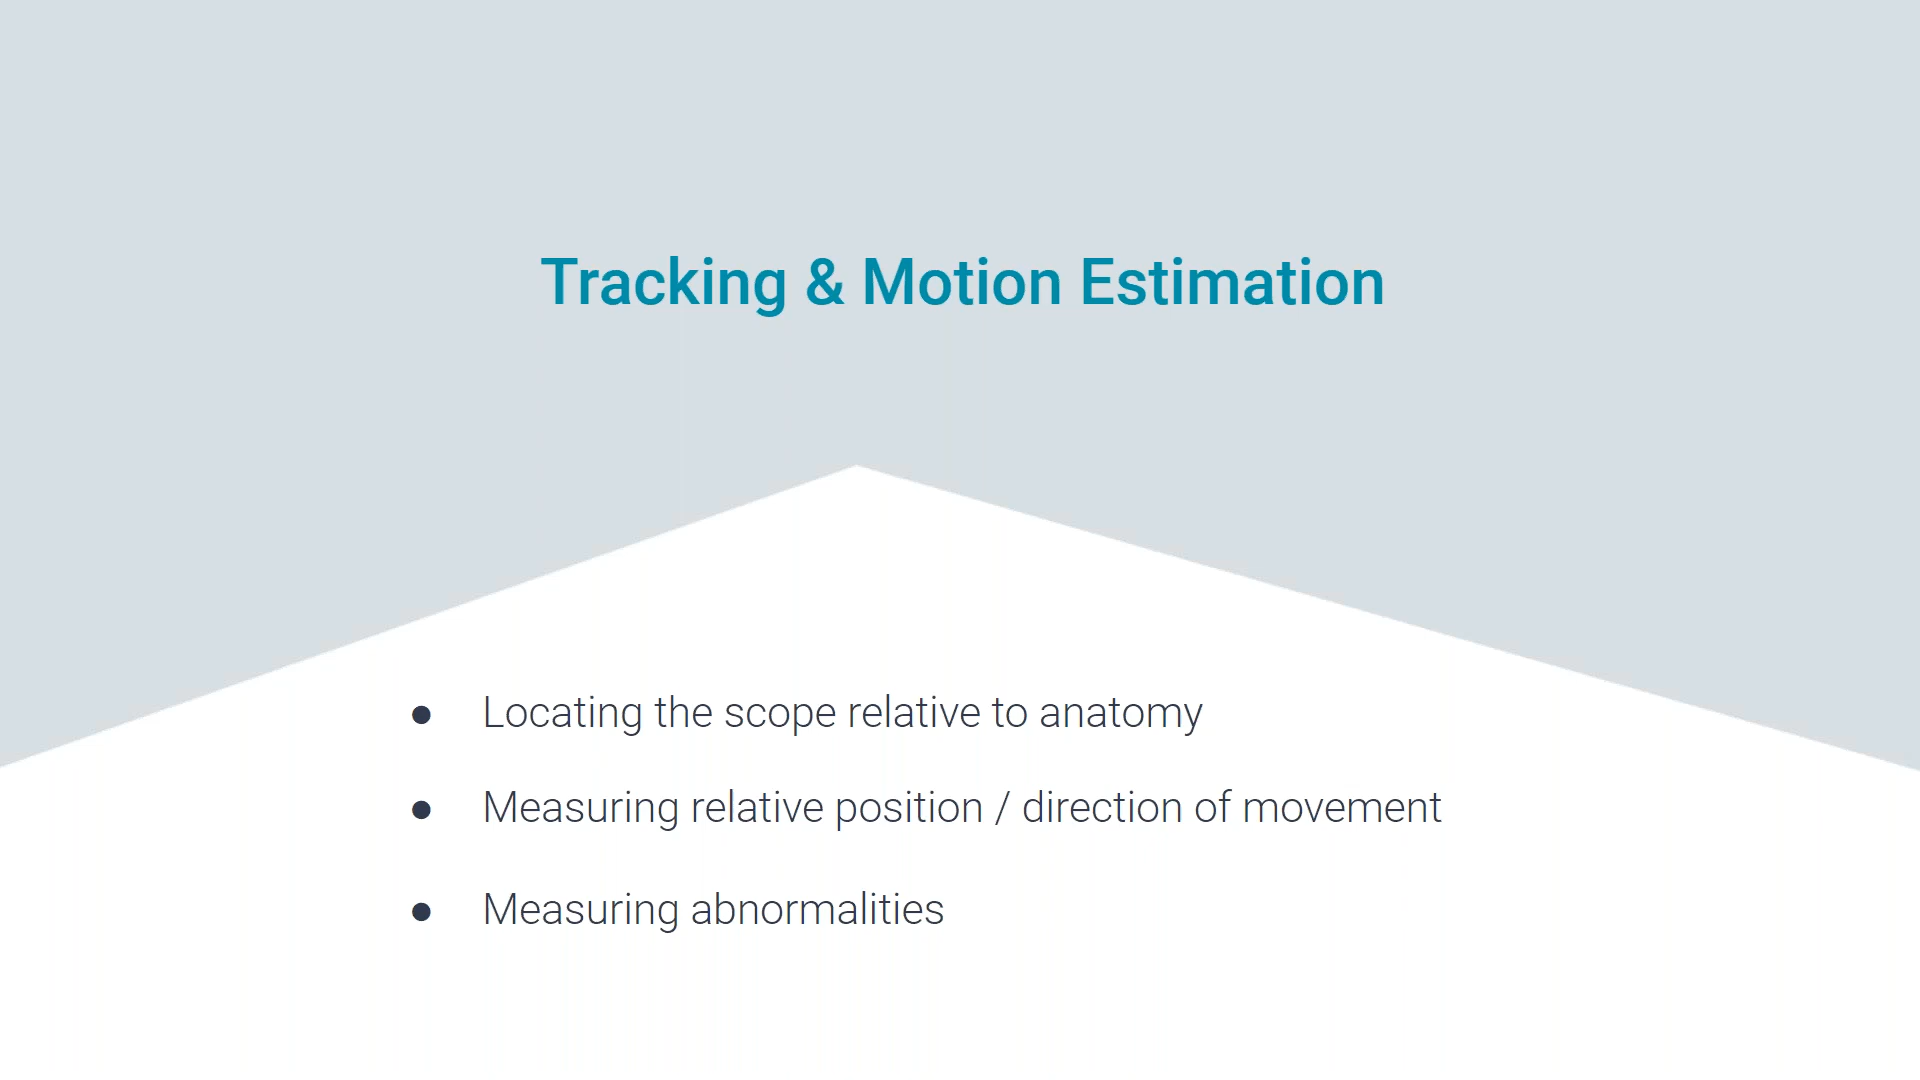 Tracking & Motion Estimation
● Locating the scope relative to anatomy
● Measuring relative position / direction of movement
● Measuring abnormalities